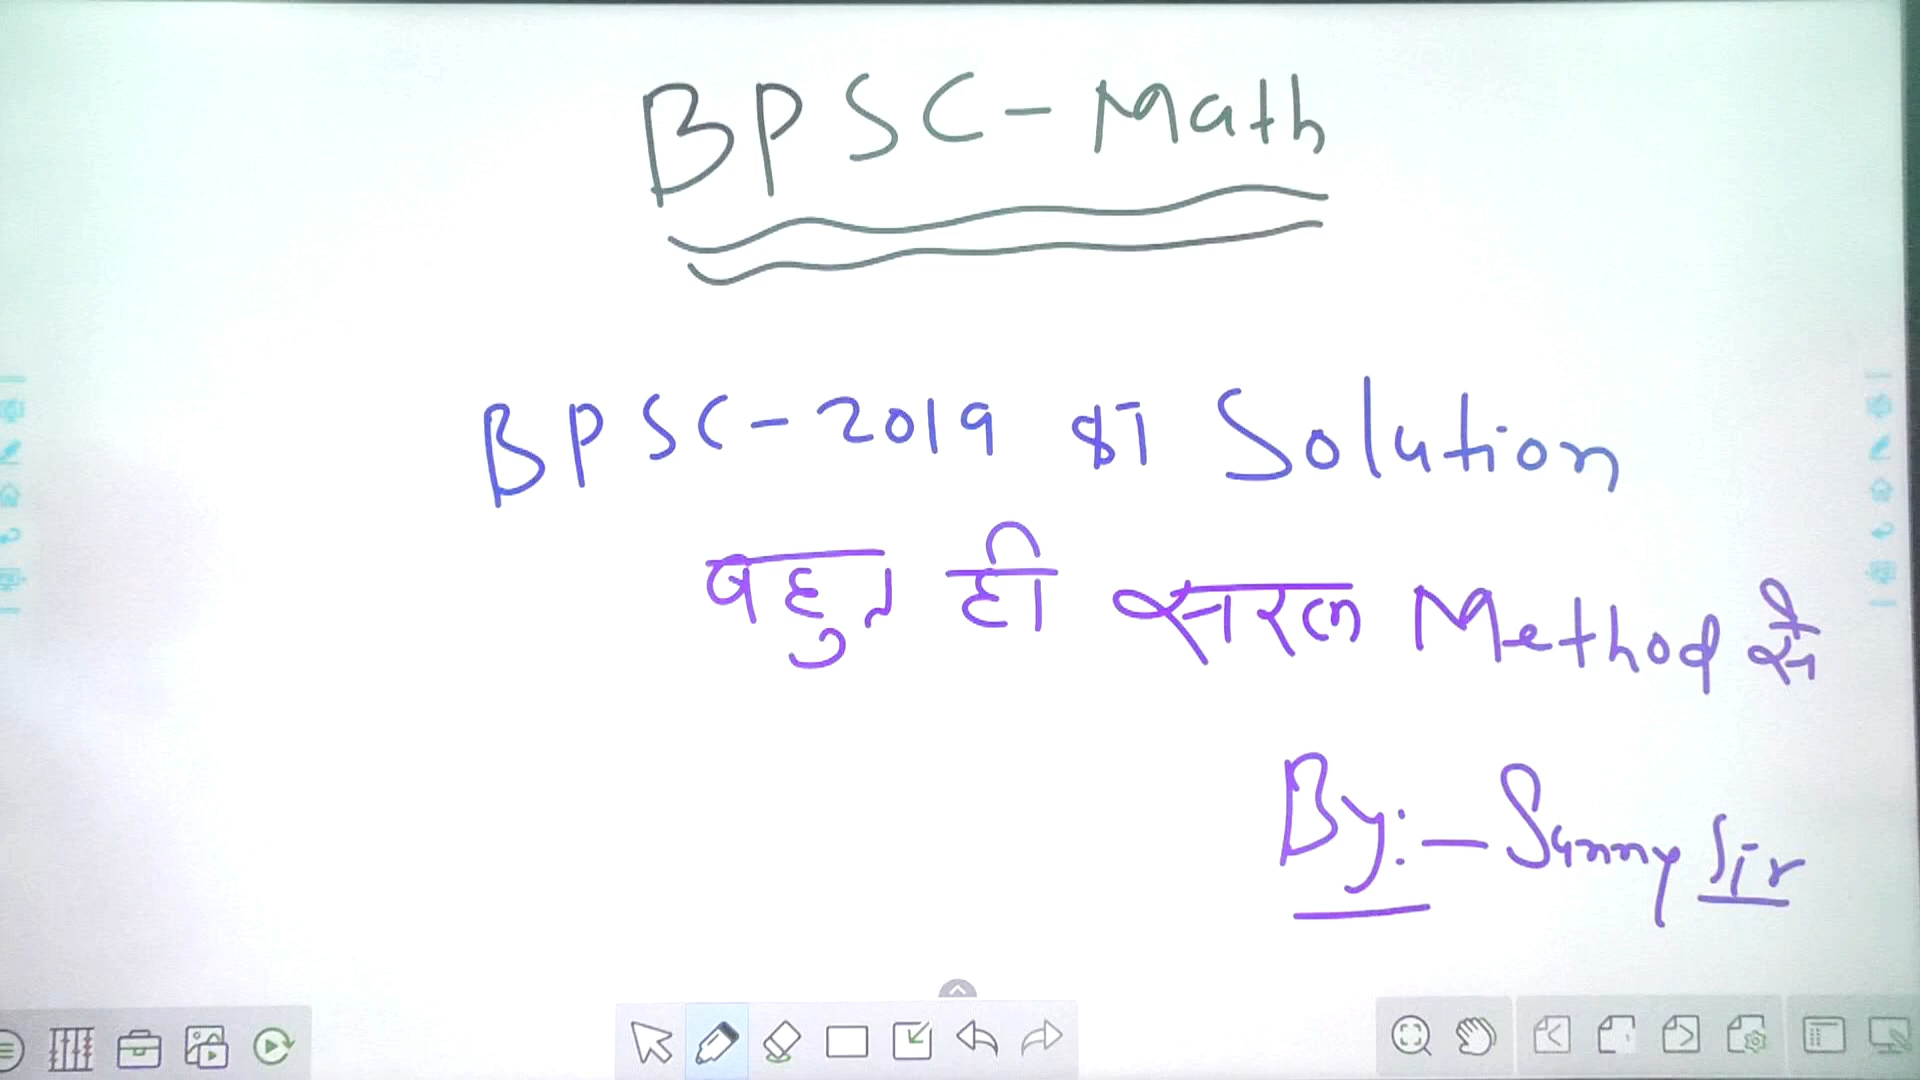 BPSC-Math
BPSC-2019 का Solution
बहुत ही सरल Method से
By:- Sunny Sir